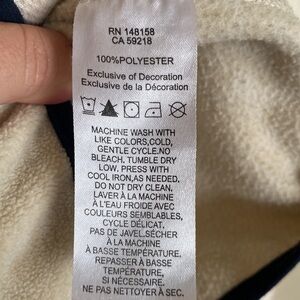 RN 148158
CA 59218
100%POLYESTER
Exclusive of Decoration
Exclusive de la Décoration
MACHINE WASH WITH
LIKE COLORS,COLD,
GENTLE CYCLE.NO
BLEACH. TUMBLE DRY
LOW. PRESS WITH
COOL IRON,AS NEEDED.
DO NOT DRY CLEAN.
LAVER À LA MACHINE
À L'EAU FROIDE AVEC
COULEURS SEMBLABLES,
CYCLE DÉLICAT.
PAS DE JAVEL.SÉCHER
À LA MACHINE
À BASSE TEMPÉRATURE.
REPASSER À BASSE
TEMPÉRATURE,
SI NÉCESSAIRE.
NE PAS NETTOYER À SEC.